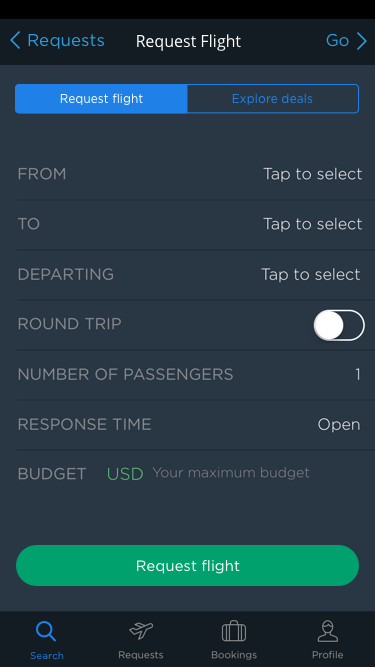 Requests Request Flight Go
Request flight Explore deals
FROM Tap to select
TO Tap to select
DEPARTING Tap to select
ROUND TRIP
NUMBER OF PASSENGERS 1
RESPONSE TIME Open
BUDGET USD Your maximum budget
Request flight
Search Requests Bookings Profile